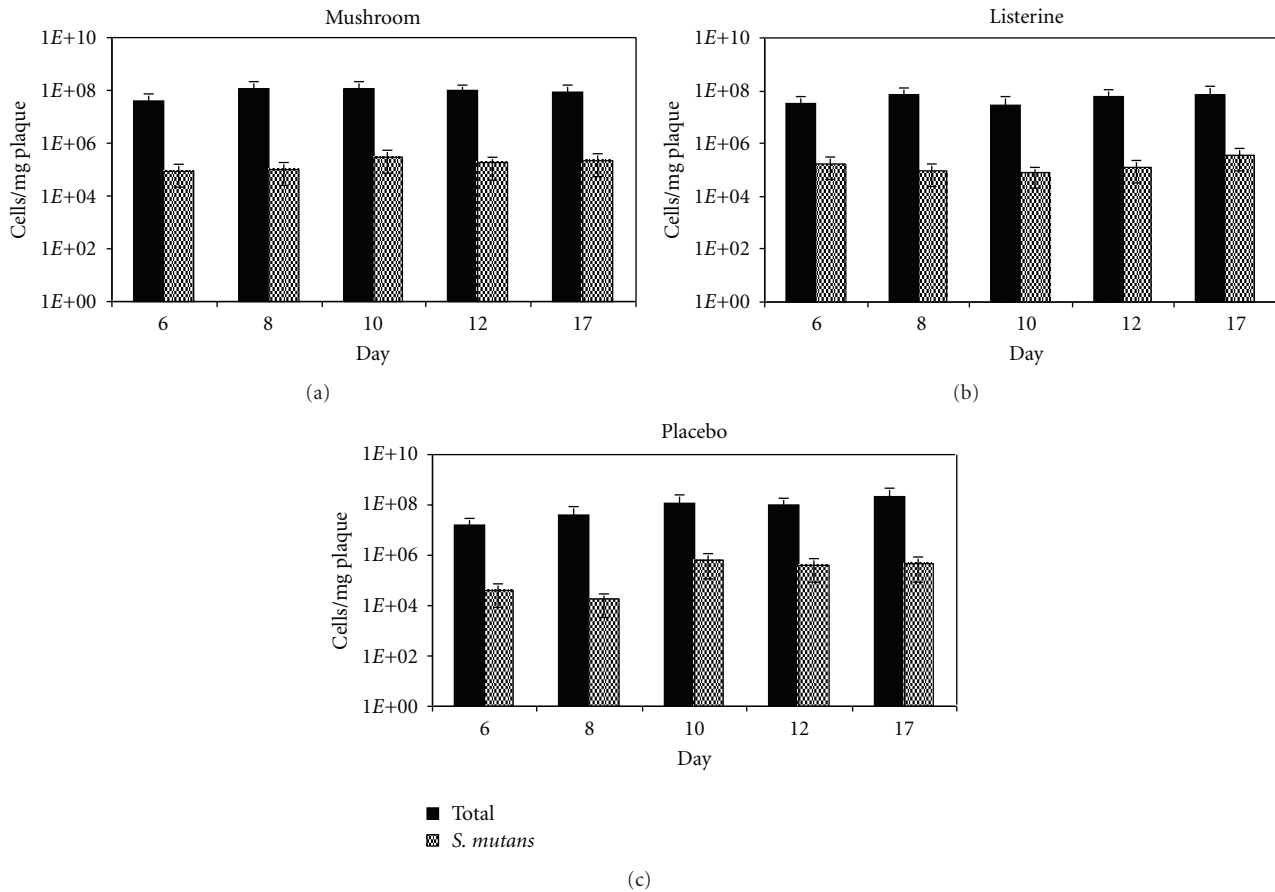 Mushroom
1E+10
1E+08
1E+06
1E+04
1E+02
1E+00
Cells/mg plaque
6 8 10 12 17
Day
(a)
Listerine
1E+10
1E+08
1E+06
1E+04
1E+02
1E+00
Cells/mg plaque
6 8 10 12 17
Day
(b)
Placebo
1E+10
1E+08
1E+06
1E+04
1E+02
1E+00
Cells/mg plaque
6 8 10 12 17
Day
Total
S. mutans
(c)